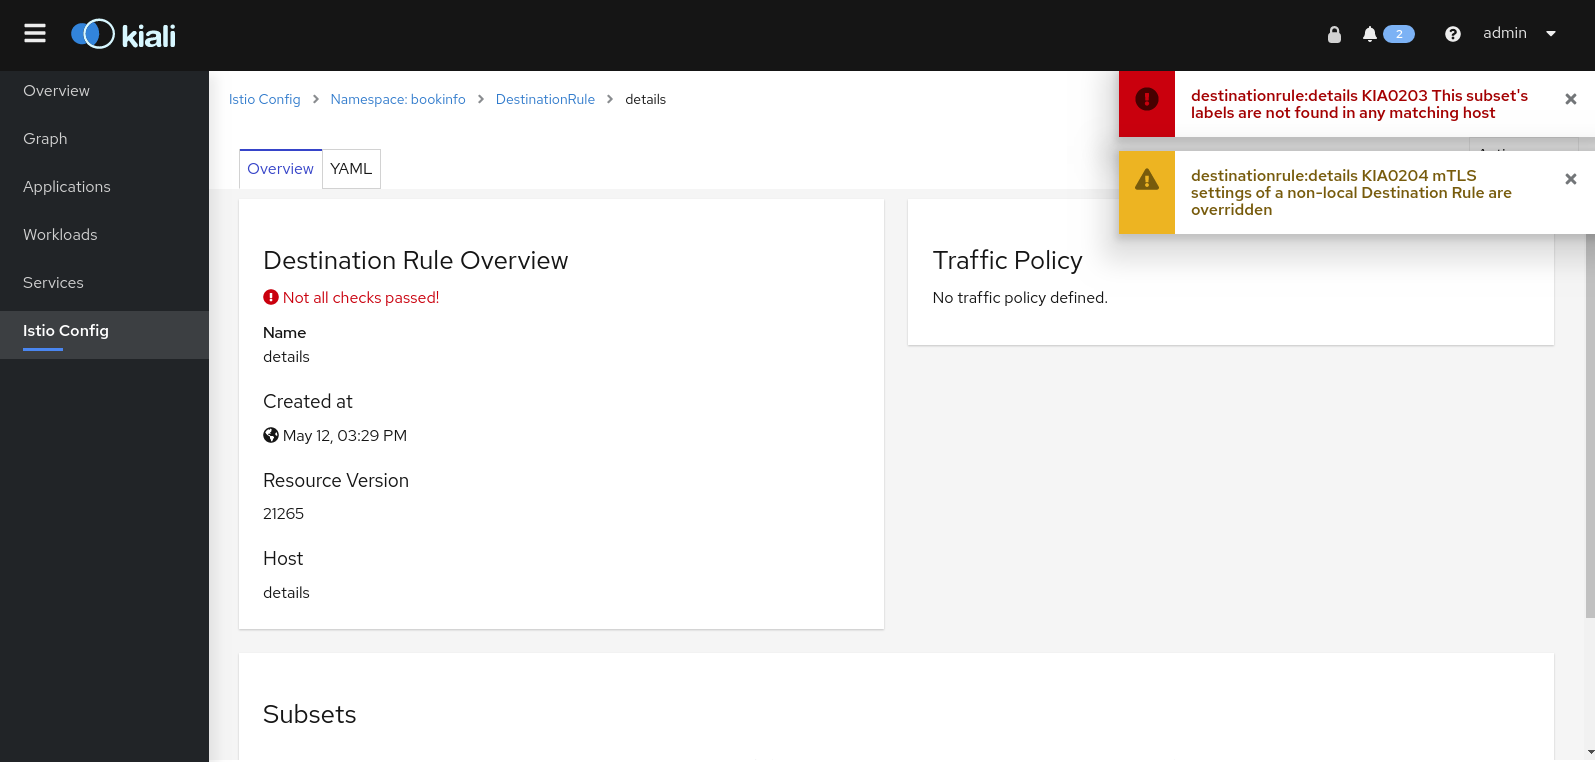 kiali
2
admin
Overview
Graph
Applications
Workloads
Services
Istio Config
Istio Config > Namespace: bookinfo > DestinationRule > details
destinationrule:details KIA0203 This subset's
labels are not found in any matching host
destinationrule:details KIA0204 mTLS
settings of a non-local Destination Rule are
overridden
Overview
YAML
Destination Rule Overview
Not all checks passed!
Name
details
Created at
May 12, 03:29 PM
Resource Version
21265
Host
details
Traffic Policy
No traffic policy defined.
Subsets